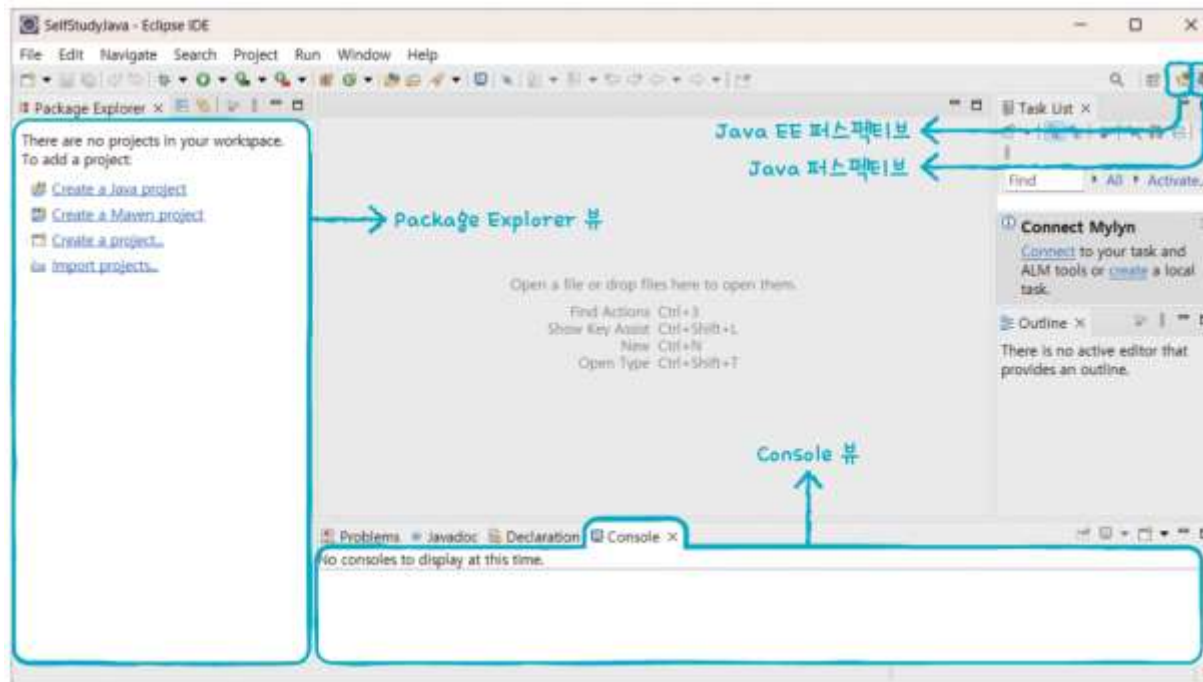 SelfStudyJava - Eclipse IDE
File Edit Navigate Search Project Run Window Help
Package Explorer
There are no projects in your workspace.
To add a project:
Create a Java project
Create a Maven project
Create a project...
Import projects...
Java EE 퍼스펙티브
Java 퍼스펙티브
Package Explorer 뷰
Open a file or drop files here to open them.
Find Actions Ctrl+3
Show Key Assist Ctrl+Shift+L
New Ctrl+N
Open Type Ctrl+Shift+T
Console 뷰
Task List
Find All Activate...
Connect Mylyn
Connect to your task and
ALM tools or create a local
task.
Outline
There is no active editor that
provides an outline.
Problems Javadoc Declaration Console
No consoles to display at this time.